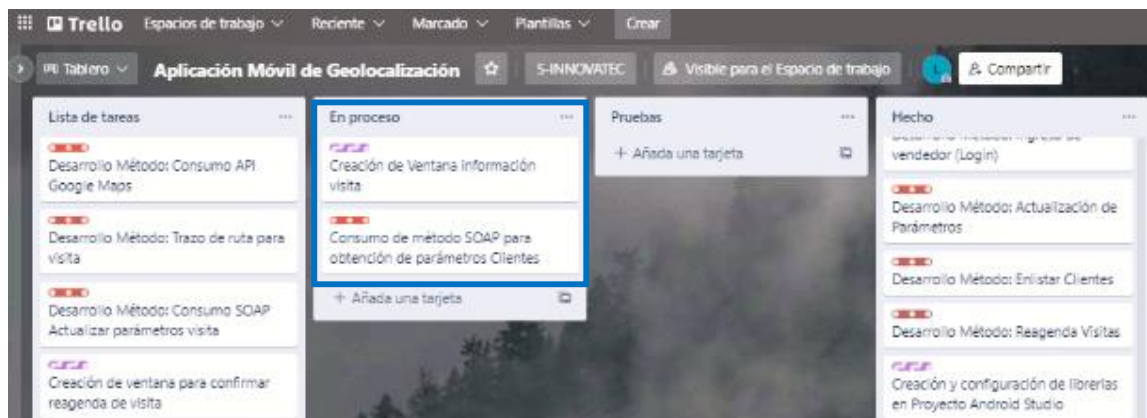 Trello Espacios de trabajo Reciente Marcado Plantillas Crear
Tablero Aplicación Móvil de Geolocalización S-INNOVATEC Visible para el Espacio de trabajo L Compartir
Lista de tareas
Desarrollo Método: Consumo API
Google Maps
Desarrollo Método: Trazo de ruta para
visita
Desarrollo Método: Consumo SOAP
Actualizar parámetros visita
Creación de ventana para confirmar
reagenda de visita
En proceso
Creación de Ventana información
visita
Consumo de método SOAP para
obtención de parámetros Clientes
+ Añada una tarjeta
Pruebas
+ Añada una tarjeta
Hecho
vendedor (Login)
Desarrollo Método: Actualización de
Parámetros
Desarrollo Método: Enlistar Clientes
Desarrollo Método: Reagenda Visitas
Creación y configuración de librerías
en Proyecto Android Studio